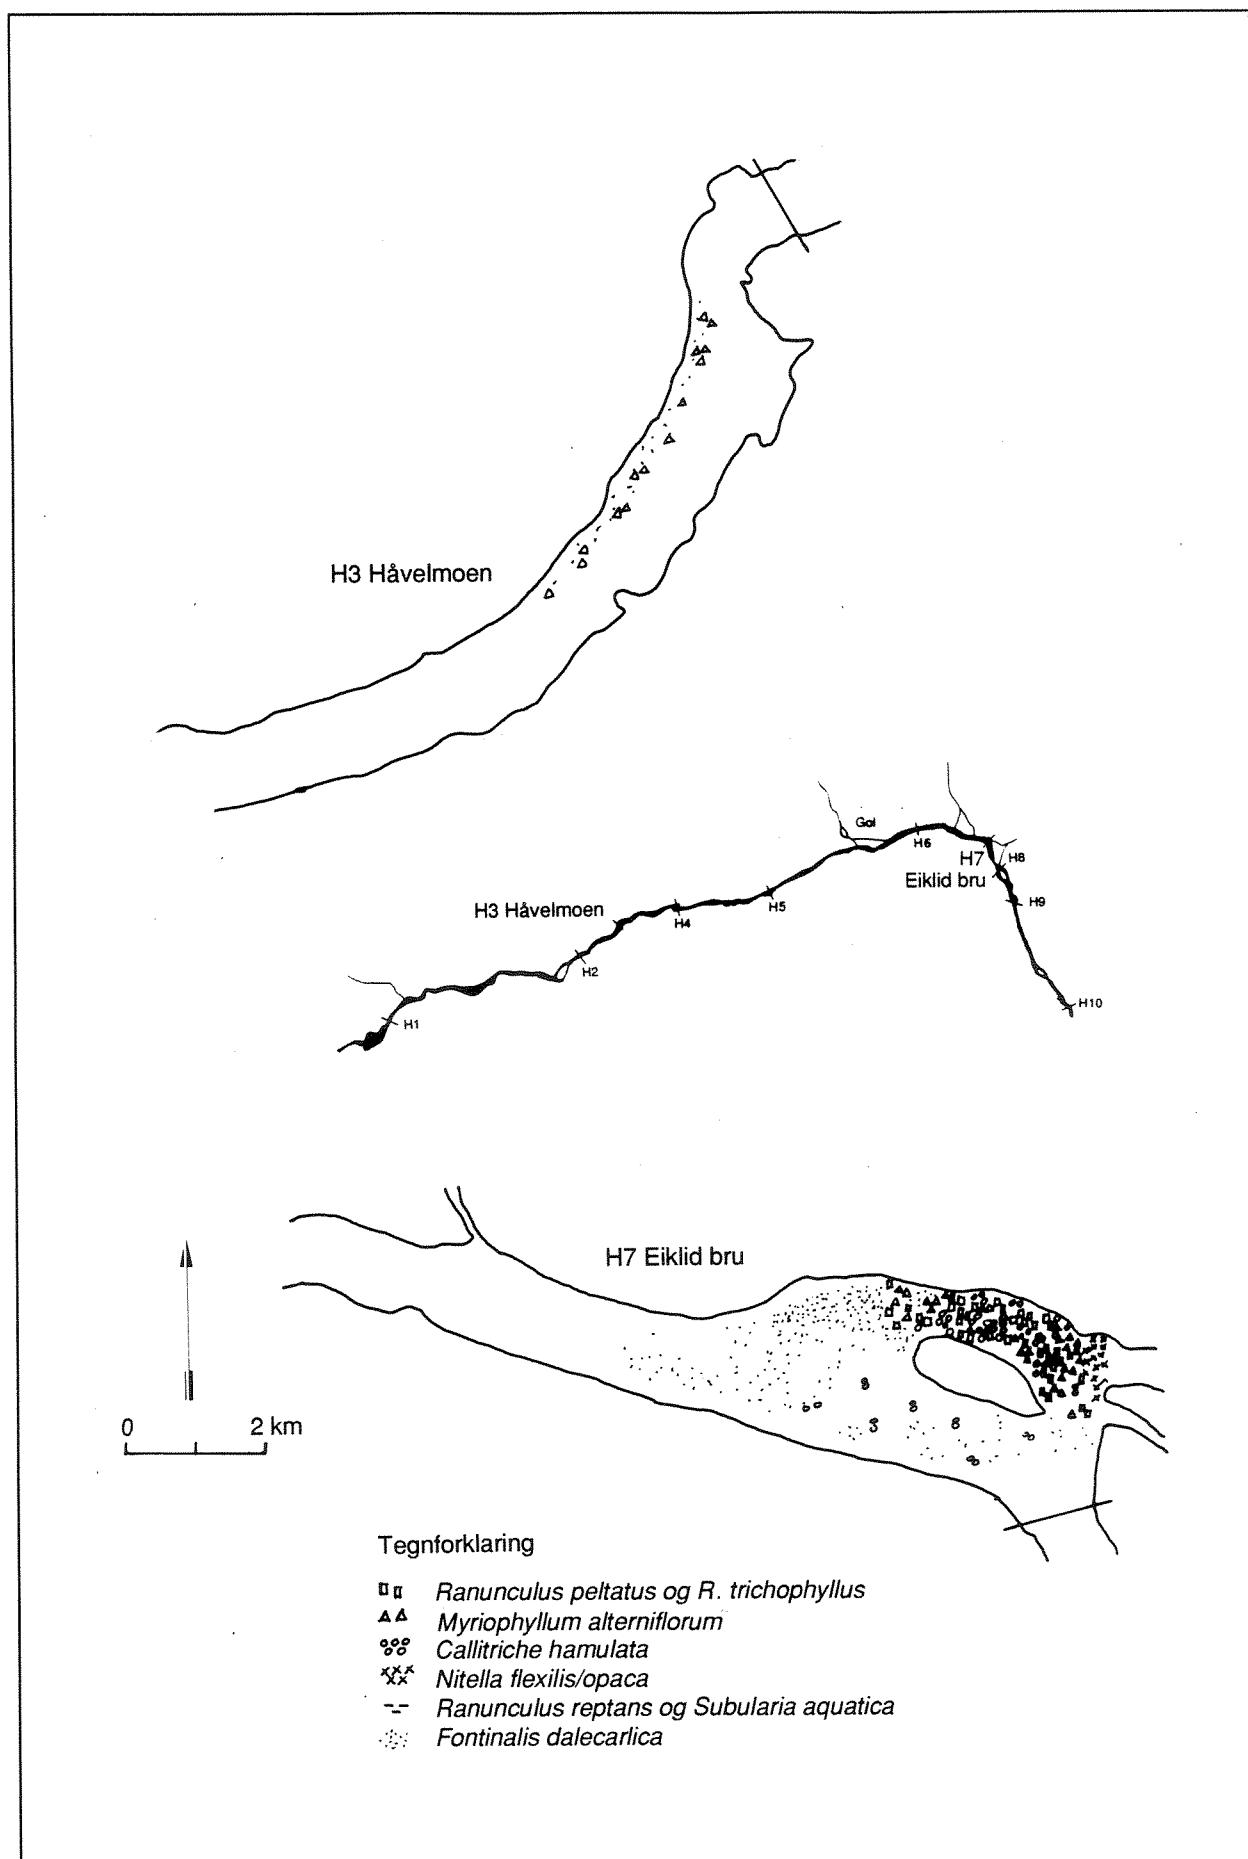 H3 Håvelmoen
Gol
H6
H7
H8
Eiklid bru
H9
H3 Håvelmoen
H4
H5
H2
H10
H1
H7 Eiklid bru
0 2 km
Tegnforklaring
Ranunculus peltatus og R. trichophyllus
Myriophyllum alterniflorum
Callitriche hamulata
Nitella flexilis/opaca
Ranunculus reptans og Subularia aquatica
Fontinalis dalecarlica